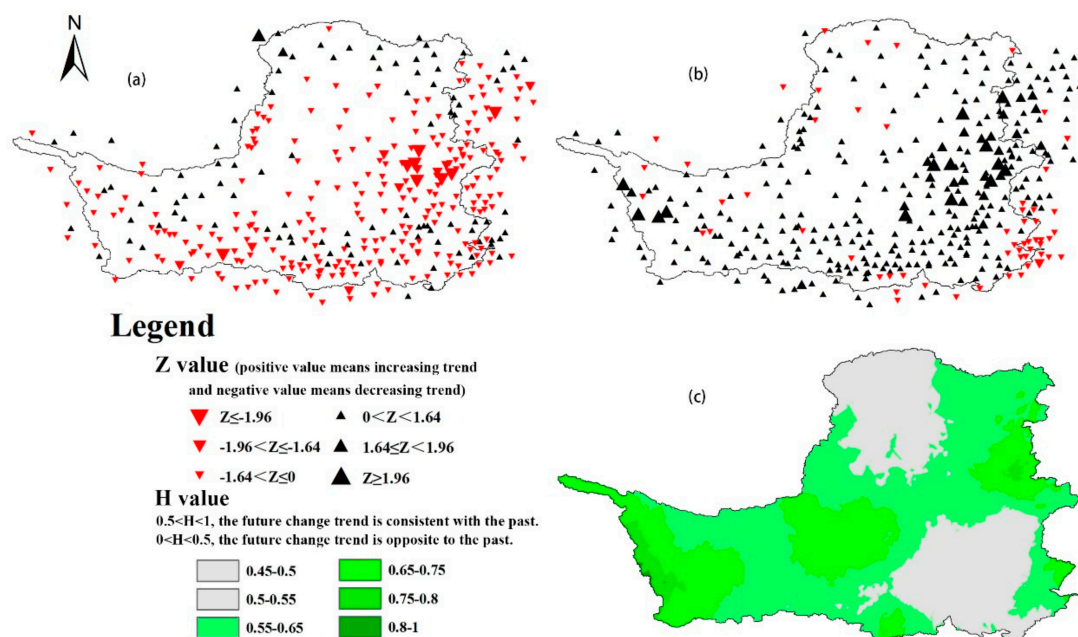 N
(a)
(b)
Legend
Z value (positive value means increasing trend
and negative value means decreasing trend)
Z≤-1.96
0<Z<1.64
-1.96<Z≤-1.64
1.64≤Z<1.96
-1.64<Z≤0
Z≥1.96
H value
0.5<H<1, the future change trend is consistent with the past.
0<H<0.5, the future change trend is opposite to the past.
0.45-0.5
0.65-0.75
0.5-0.55
0.75-0.8
0.55-0.65
0.8-1
(c)